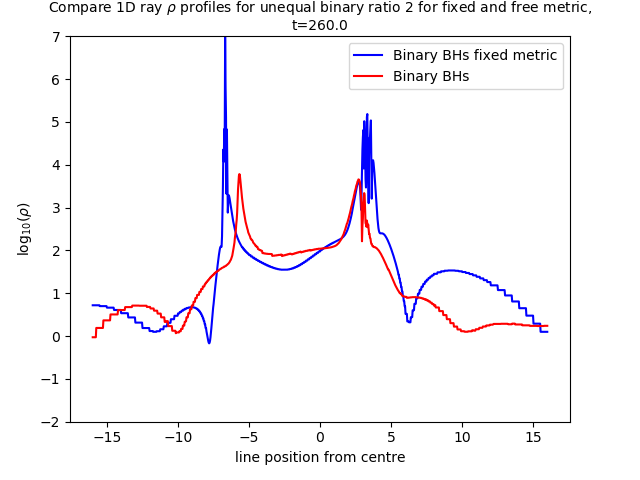 Compare 1D ray ρ profiles for unequal binary ratio 2 for fixed and free metric,
t=260.0
Binary BHs fixed metric
Binary BHs
log₁₀(ρ)
7
6
5
4
3
2
1
0
−1
−2
−15 −10 −5 0 5 10 15
line position from centre